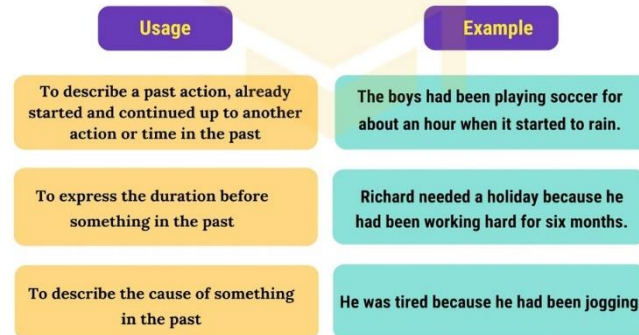 Usage
Example
To describe a past action, already
started and continued up to another
action or time in the past
The boys had been playing soccer for
about an hour when it started to rain.
To express the duration before
something in the past
Richard needed a holiday because he
had been working hard for six months.
To describe the cause of something
in the past
He was tired because he had been jogging